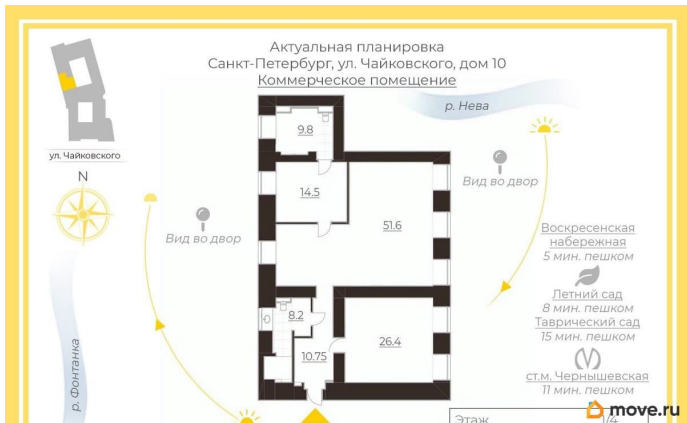 Актуальная планировка
Санкт-Петербург, ул. Чайковского, дом 10
Коммерческое помещение
ул. Чайковского
N
р. Нева
9.8
14.5
51.6
8.2
10.75
26.4
Вид во двор
Вид во двор
р. Фонтанка
Воскресенская
набережная
5 мин. пешком
Летний сад
8 мин. пешком
Таврический сад
15 мин. пешком
ст.м. Чернышевская
11 мин. пешком
Этаж 1/4
move.ru